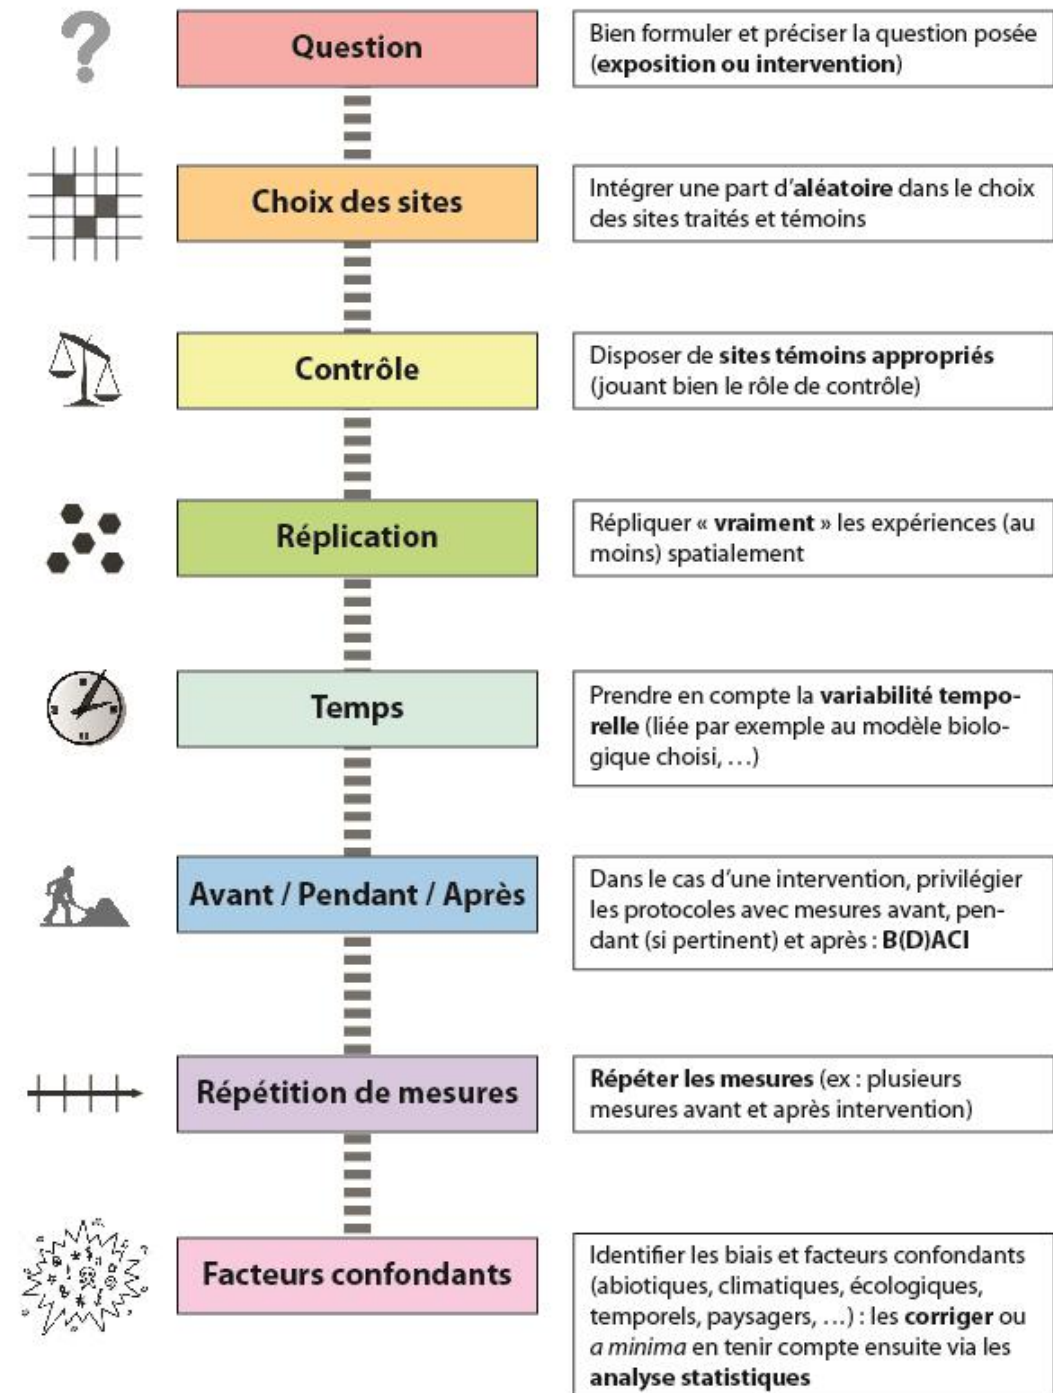 Question
Bien formuler et préciser la question posée
(exposition ou intervention)
Choix des sites
Intégrer une part d'aléatoire dans le choix
des sites traités et témoins
Contrôle
Disposer de sites témoins appropriés
(jouant bien le rôle de contrôle)
Réplication
Répliquer « vraiment » les expériences (au
moins) spatialement
Temps
Prendre en compte la variabilité tempo-
relle (liée par exemple au modèle biolo-
gique choisi, …)
Avant / Pendant / Après
Dans le cas d'une intervention, privilégier
les protocoles avec mesures avant, pen-
dant (si pertinent) et après : B(D)ACI
Répétition de mesures
Répéter les mesures (ex : plusieurs
mesures avant et après intervention)
Facteurs confondants
Identifier les biais et facteurs confondants
(abiotiques, climatiques, écologiques,
temporels, paysagers, …) : les corriger ou
a minima en tenir compte ensuite via les
analyse statistiques